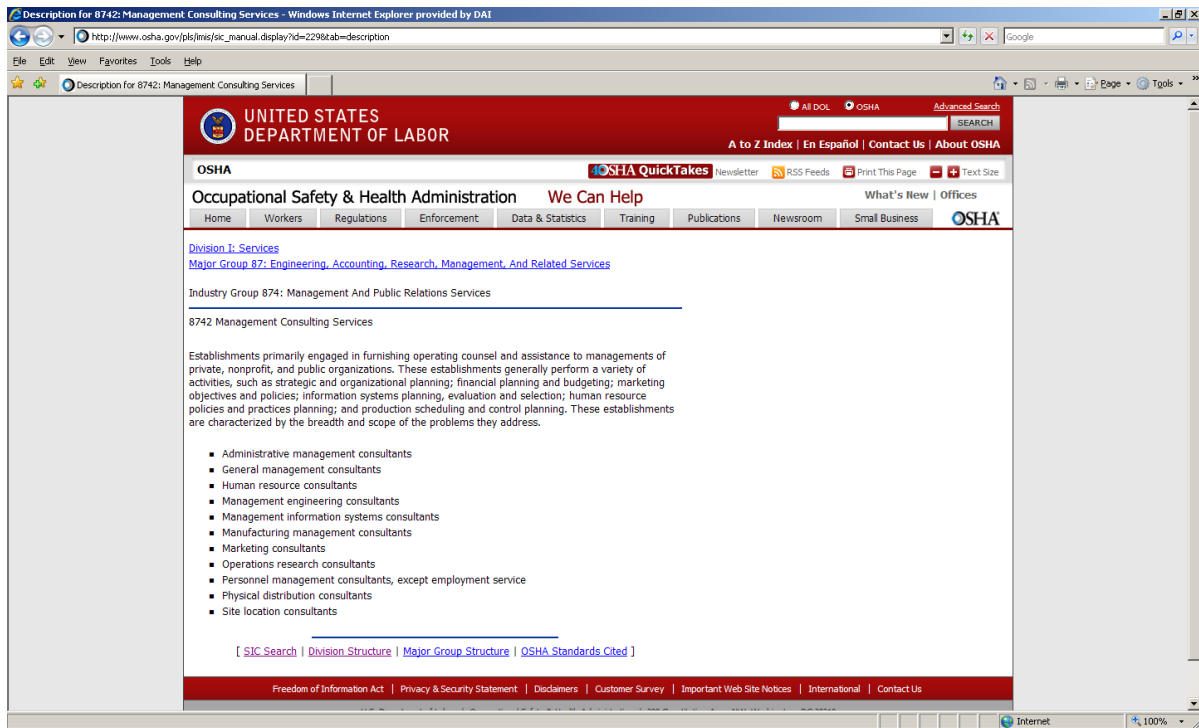 Description for 8742: Management Consulting Services - Windows Internet Explorer provided by DAI
http://www.osha.gov/pls/imis/sic_manual.display?id=229&tab=description
Google
File Edit View Favorites Tools Help
Description for 8742: Management Consulting Services
Page Tools »
UNITED STATES
DEPARTMENT OF LABOR
All DOL OSHA Advanced Search
SEARCH
A to Z Index | En Español | Contact Us | About OSHA
OSHA
OSHA QuickTakes Newsletter RSS Feeds Print This Page Text Size
Occupational Safety & Health Administration We Can Help
What's New | Offices
Home Workers Regulations Enforcement Data & Statistics Training Publications Newsroom Small Business OSHA
Division I: Services
Major Group 87: Engineering, Accounting, Research, Management, And Related Services
Industry Group 874: Management And Public Relations Services
8742 Management Consulting Services
Establishments primarily engaged in furnishing operating counsel and assistance to managements of
private, nonprofit, and public organizations. These establishments generally perform a variety of
activities, such as strategic and organizational planning; financial planning and budgeting; marketing
objectives and policies; information systems planning, evaluation and selection; human resource
policies and practices planning; and production scheduling and control planning. These establishments
are characterized by the breadth and scope of the problems they address.
Administrative management consultants
General management consultants
Human resource consultants
Management engineering consultants
Management information systems consultants
Manufacturing management consultants
Marketing consultants
Operations research consultants
Personnel management consultants, except employment service
Physical distribution consultants
Site location consultants
[ SIC Search | Division Structure | Major Group Structure | OSHA Standards Cited ]
Freedom of Information Act | Privacy & Security Statement | Disclaimers | Customer Survey | Important Web Site Notices | International | Contact Us
Internet 100%